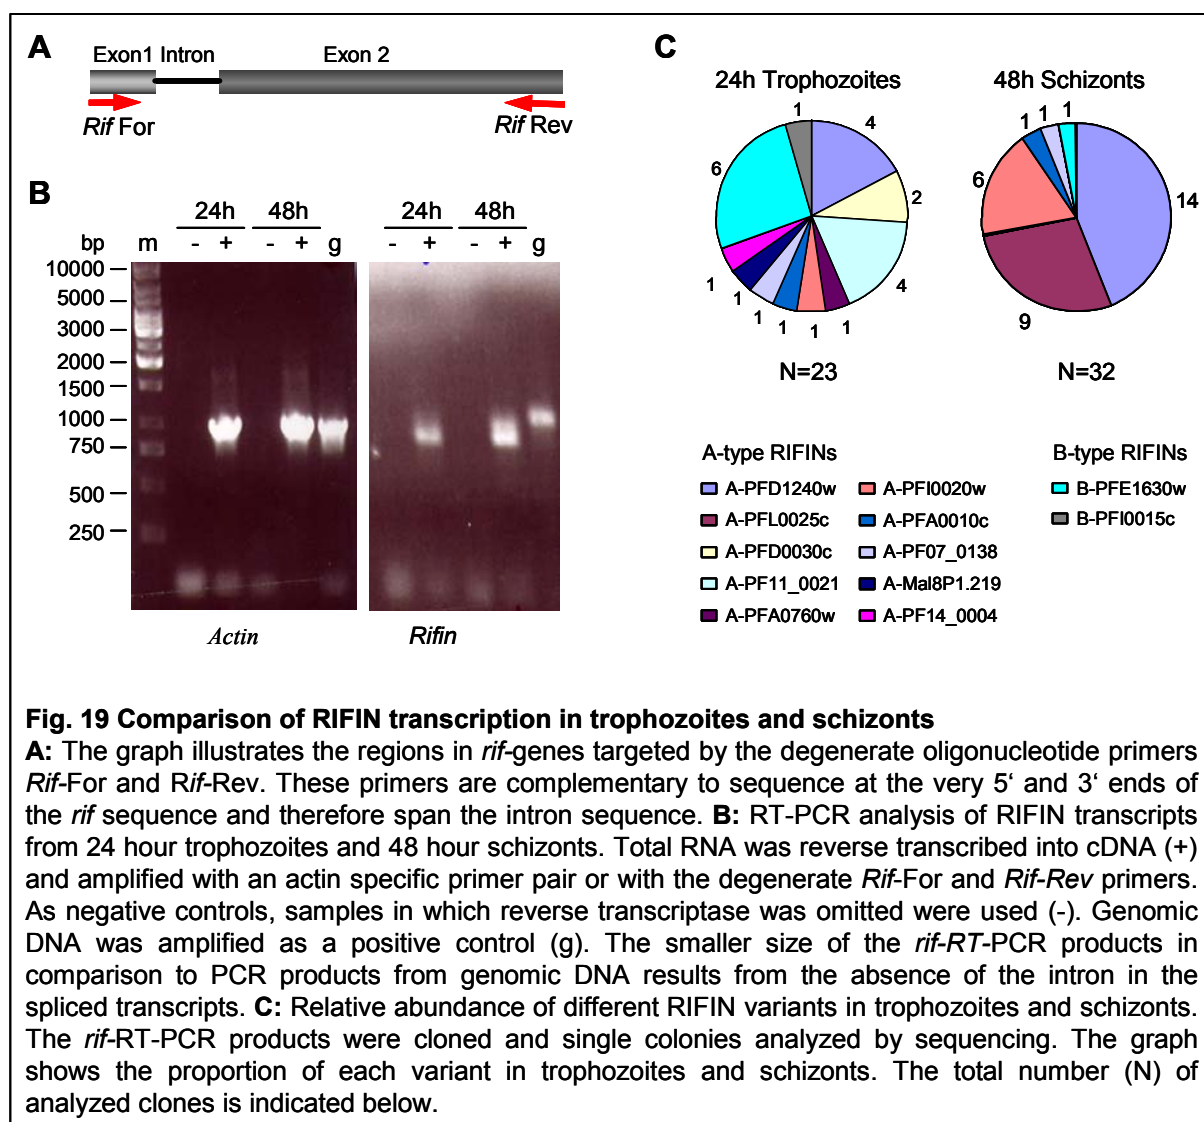 A
Exon1 Intron Exon 2
Rif For
Rif Rev
B
24h 48h 24h 48h
bp m - + - + g - + - + g
10000
5000
3000
2000
1500
1000
750
500
250
Actin
Rifin
C
24h Trophozoites 48h Schizonts
1
4
2
4
1
1
1
1
1
1
6
N=23
1
1
1
14
9
6
N=32
A-type RIFINs B-type RIFINs
A-PFD1240w A-PFI0020w B-PFE1630w
A-PFL0025c A-PFA0010c B-PFI0015c
A-PFD0030c A-PF07_0138
A-PF11_0021 A-Mal8P1.219
A-PFA0760w A-PF14_0004
Fig. 19 Comparison of RIFIN transcription in trophozoites and schizonts
A: The graph illustrates the regions in rif-genes targeted by the degenerate oligonucleotide primers
Rif-For and Rif-Rev. These primers are complementary to sequence at the very 5‘ and 3‘ ends of
the rif sequence and therefore span the intron sequence. B: RT-PCR analysis of RIFIN transcripts
from 24 hour trophozoites and 48 hour schizonts. Total RNA was reverse transcribed into cDNA (+)
and amplified with an actin specific primer pair or with the degenerate Rif-For and Rif-Rev primers.
As negative controls, samples in which reverse transcriptase was omitted were used (-). Genomic
DNA was amplified as a positive control (g). The smaller size of the rif-RT-PCR products in
comparison to PCR products from genomic DNA results from the absence of the intron in the
spliced transcripts. C: Relative abundance of different RIFIN variants in trophozoites and schizonts.
The rif-RT-PCR products were cloned and single colonies analyzed by sequencing. The graph
shows the proportion of each variant in trophozoites and schizonts. The total number (N) of
analyzed clones is indicated below.